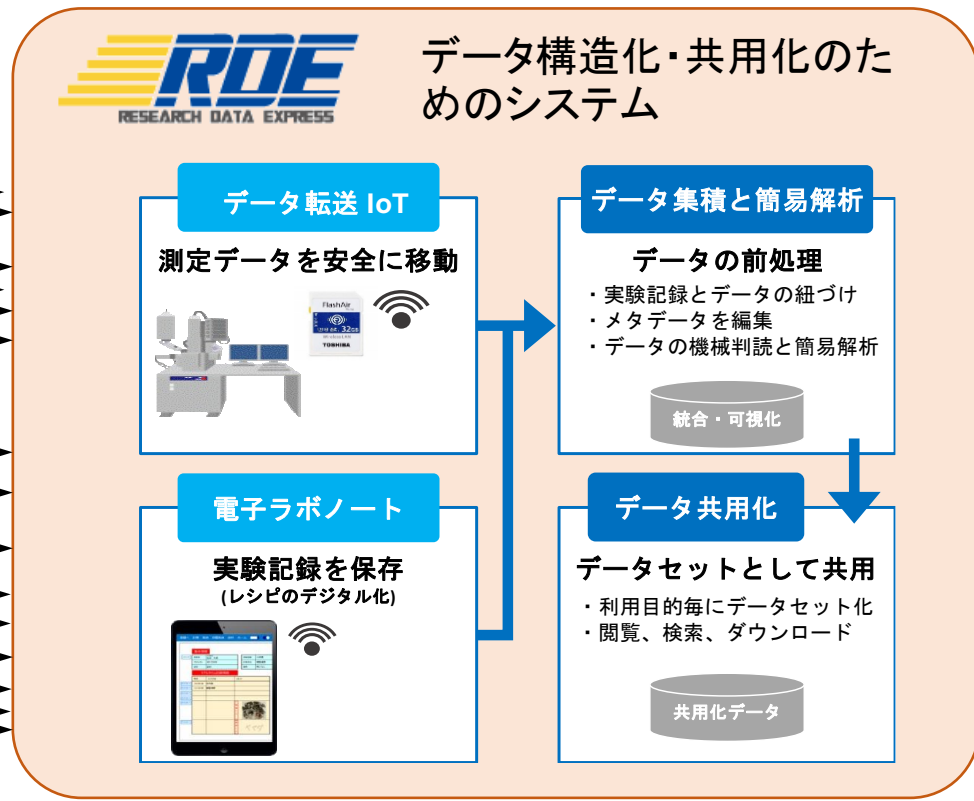 RDE
RESEARCH DATA EXPRESS
データ構造化・共用化のた
めのシステム
データ転送 IoT
測定データを安全に移動
FlashAir
32GB
TOSHIBA
電子ラボノート
実験記録を保存
(レシピのデジタル化)
データ集積と簡易解析
データの前処理
・実験記録とデータの紐づけ
・メタデータを編集
・データの機械判読と簡易解析
統合・可視化
データ共用化
データセットとして共用
・利用目的毎にデータセット化
・閲覧、検索、ダウンロード
共用化データ